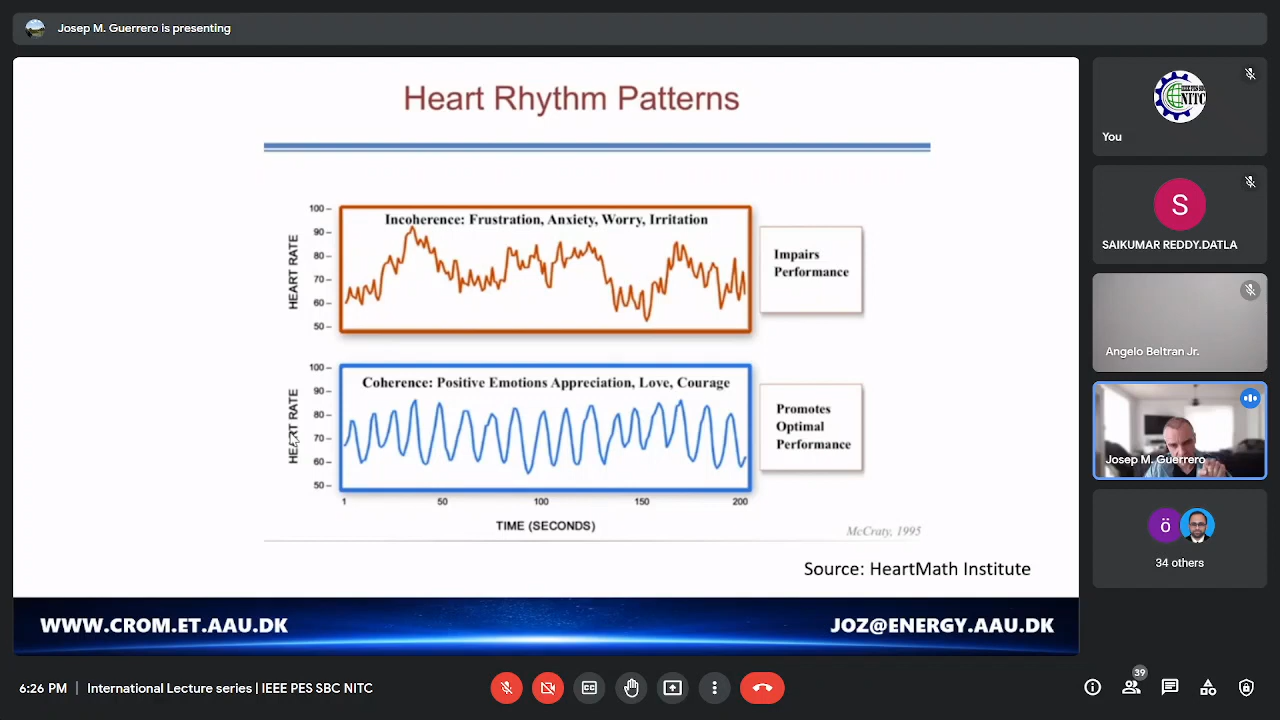 Josep M. Guerrero is presenting
Heart Rhythm Patterns
100
90
80
70
60
50
HEART RATE
Incoherence: Frustration, Anxiety, Worry, Irritation
Impairs
Performance
100
90
80
70
60
50
HEART RATE
Coherence: Positive Emotions Appreciation, Love, Courage
Promotes
Optimal
Performance
1 50 100 150 200
TIME (SECONDS)
McCraty, 1995
Source: HeartMath Institute
WWW.CROM.ET.AAU.DK
JOZ@ENERGY.AAU.DK
NITC
You
S
SAIKUMAR REDDY.DATLA
Angelo Beltran Jr.
Josep M. Guerrero
ö
34 others
6:26 PM | International Lecture series | IEEE PES SBC NITC
39